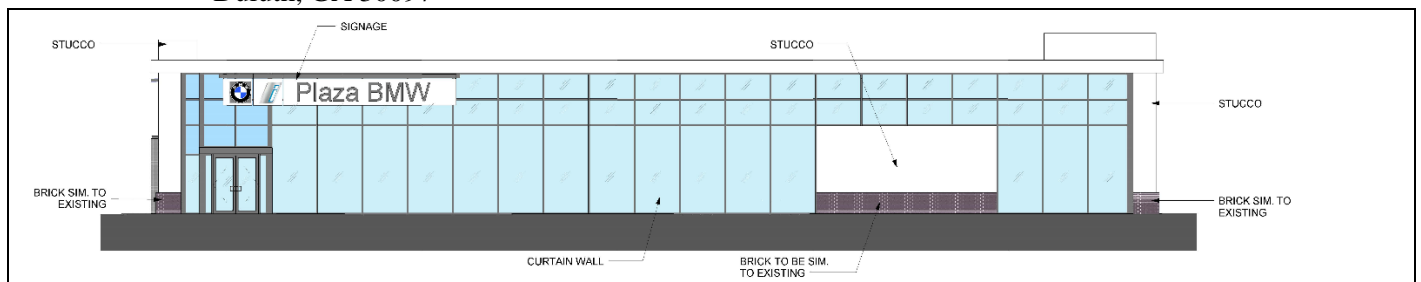 Duluth, GA 30097
SIGNAGE
STUCCO
STUCCO
Plaza BMW
STUCCO
BRICK SIM. TO
EXISTING
BRICK SIM. TO
EXISTING
CURTAIN WALL
BRICK TO BE SIM.
TO EXISTING